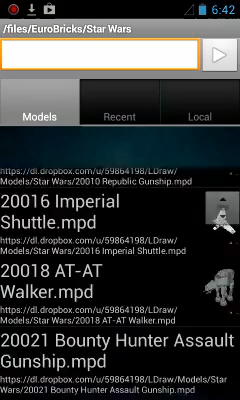 6:42
/files/EuroBricks/Star Wars
Models
Recent
Local
https://dl.dropbox.com/u/59864198/LDraw/
Models/Star Wars/20010 Republic Gunship.mpd
20016 Imperial
Shuttle.mpd
https://dl.dropbox.com/u/59864198/LDraw/
Models/Star Wars/20016 Imperial Shuttle.mpd
20018 AT-AT
Walker.mpd
https://dl.dropbox.com/u/59864198/LDraw/
Models/Star Wars/20018 AT-AT Walker.mpd
20021 Bounty Hunter Assault
Gunship.mpd
https://dl.dropbox.com/u/59864198/LDraw/
Models/Star Wars/20021 Bounty Hunter Assault